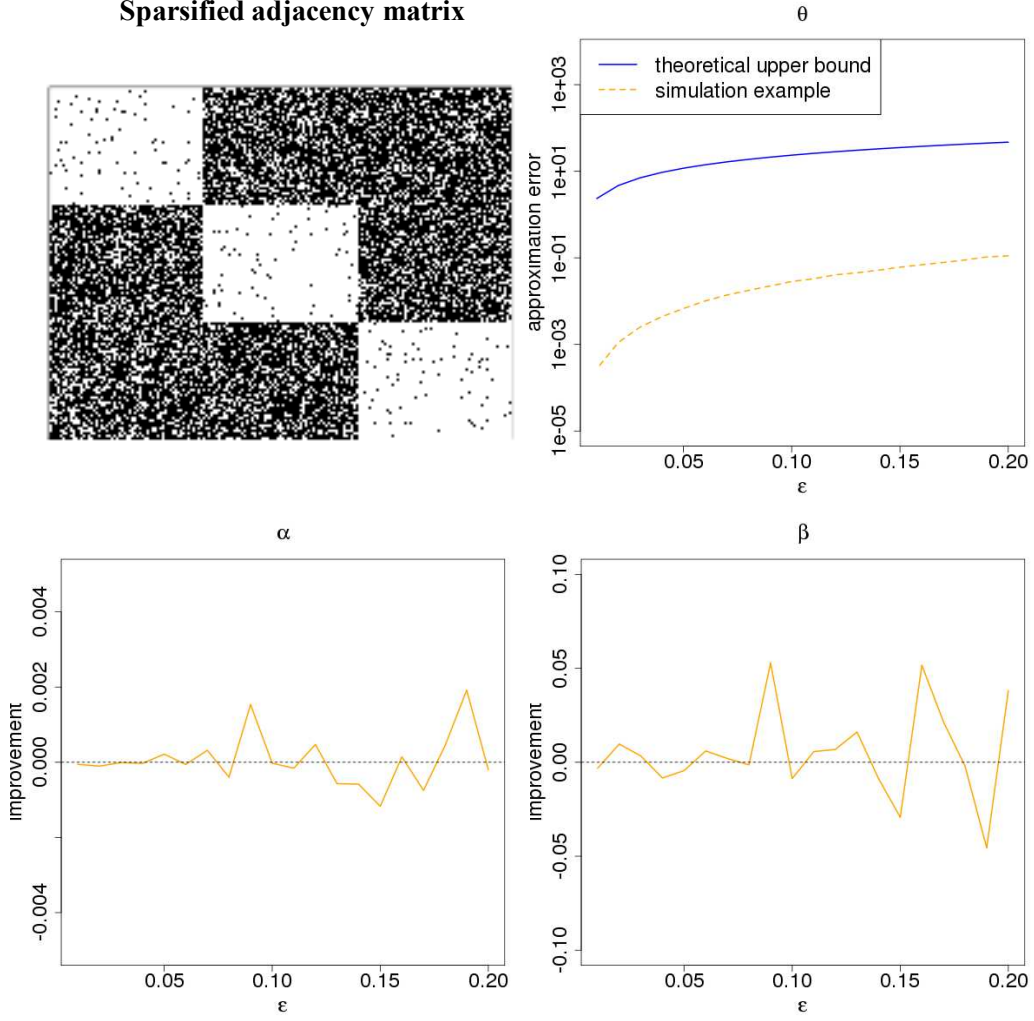 Sparsified adjacency matrix
θ
theoretical upper bound
simulation example
approximation error
1e+03
1e+01
1e-01
1e-03
1e-05
0.05 0.10 0.15 0.20
ε
α
improvement
0.004
0.002
0.000
-0.004
0.05 0.10 0.15 0.20
ε
β
improvement
0.10
0.05
0.00
-0.05
-0.10
0.05 0.10 0.15 0.20
ε